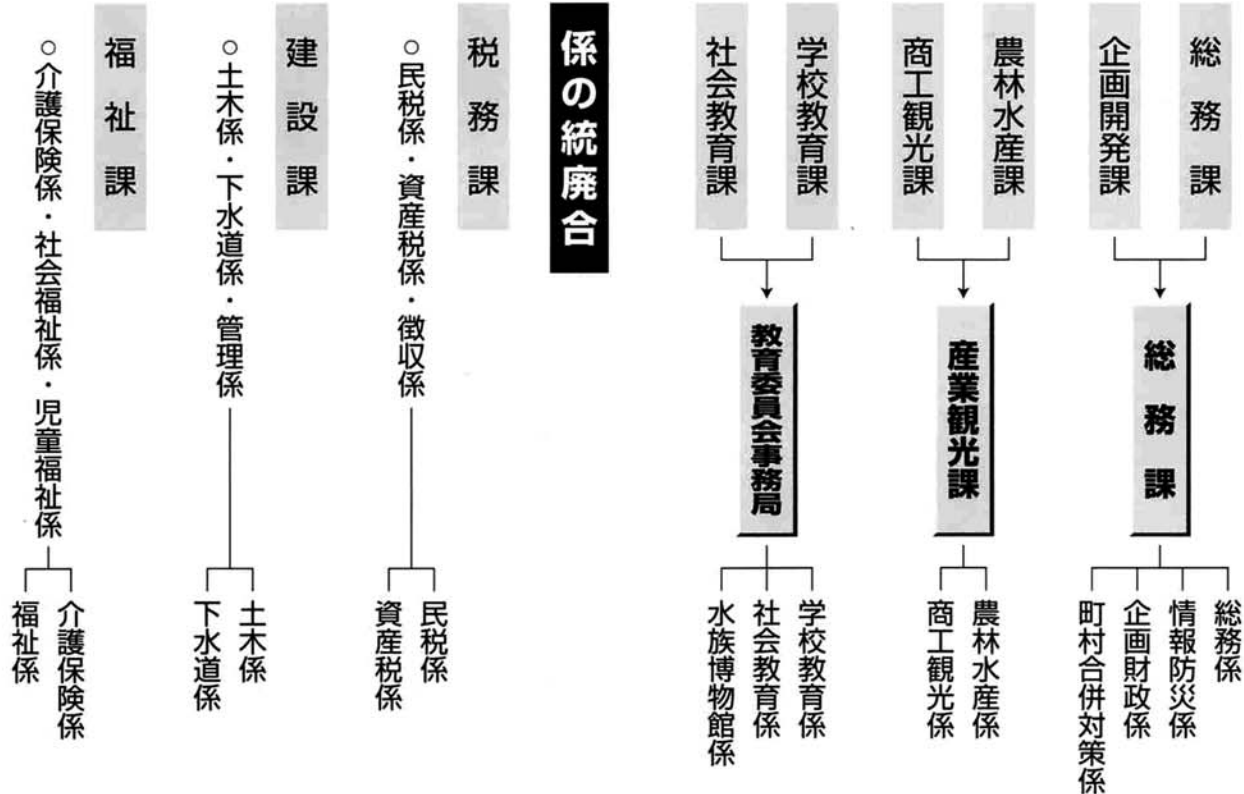 総務課
企画開発課
総務課
総務係
情報防災係
企画財政係
町村合併対策係
農林水産課
商工観光課
産業観光課
農林水産係
商工観光係
学校教育課
社会教育課
教育委員会事務局
学校教育係
社会教育係
水族博物館係
係の統廃合
税務課
○民税係・資産税係・徴収係
民税係
資産税係
建設課
○土木係・下水道係・管理係
土木係
下水道係
福祉課
○介護保険係・社会福祉係・児童福祉係
介護保険係
福祉係